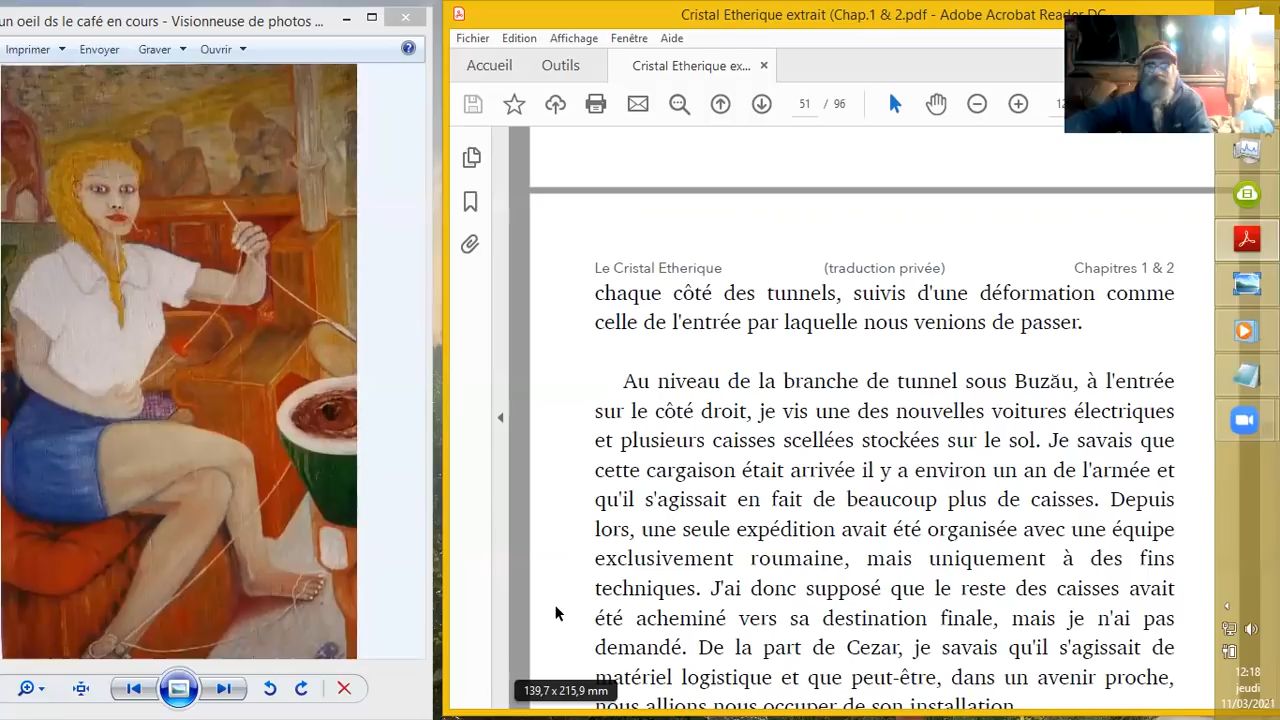 un oeil ds le café en cours - Visionneuse de photos ...
Imprimer Envoyer Graver Ouvrir
Cristal Etherique extrait (Chap.1 & 2.pdf - Adobe Acrobat Reader DC
Fichier Edition Affichage Fenêtre Aide
Accueil Outils Cristal Etherique ex...
51 / 96
Le Cristal Etherique (traduction privée) Chapitres 1 & 2
chaque côté des tunnels, suivis d'une déformation comme
celle de l'entrée par laquelle nous venions de passer.
Au niveau de la branche de tunnel sous Buzău, à l'entrée
sur le côté droit, je vis une des nouvelles voitures électriques
et plusieurs caisses scellées stockées sur le sol. Je savais que
cette cargaison était arrivée il y a environ un an de l'armée et
qu'il s'agissait en fait de beaucoup plus de caisses. Depuis
lors, une seule expédition avait été organisée avec une équipe
exclusivement roumaine, mais uniquement à des fins
techniques. J'ai donc supposé que le reste des caisses avait
été acheminé vers sa destination finale, mais je n'ai pas
demandé. De la part de Cezar, je savais qu'il s'agissait de
matériel logistique et que peut-être, dans un avenir proche,
nous allions nous occuper de son installation.
139,7 x 215,9 mm
12:18
jeudi
11/03/2021